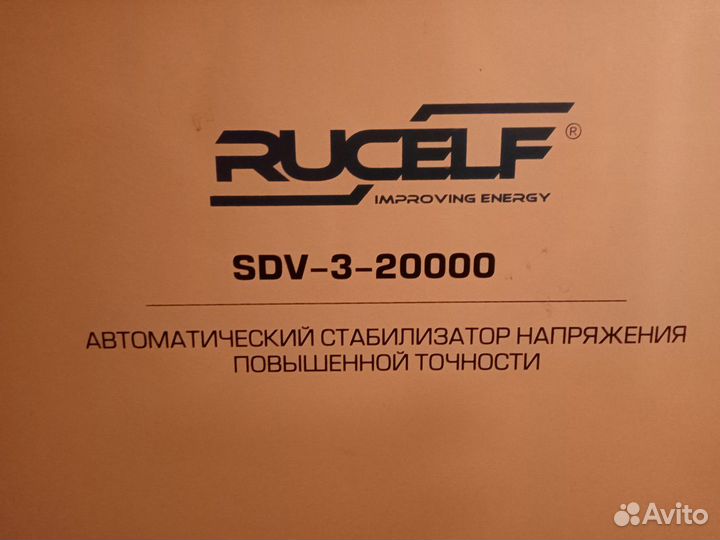 RUCELF®
IMPROVING ENERGY
SDV-3-20000
АВТОМАТИЧЕСКИЙ СТАБИЛИЗАТОР НАПРЯЖЕНИЯ
ПОВЫШЕННОЙ ТОЧНОСТИ
Avito